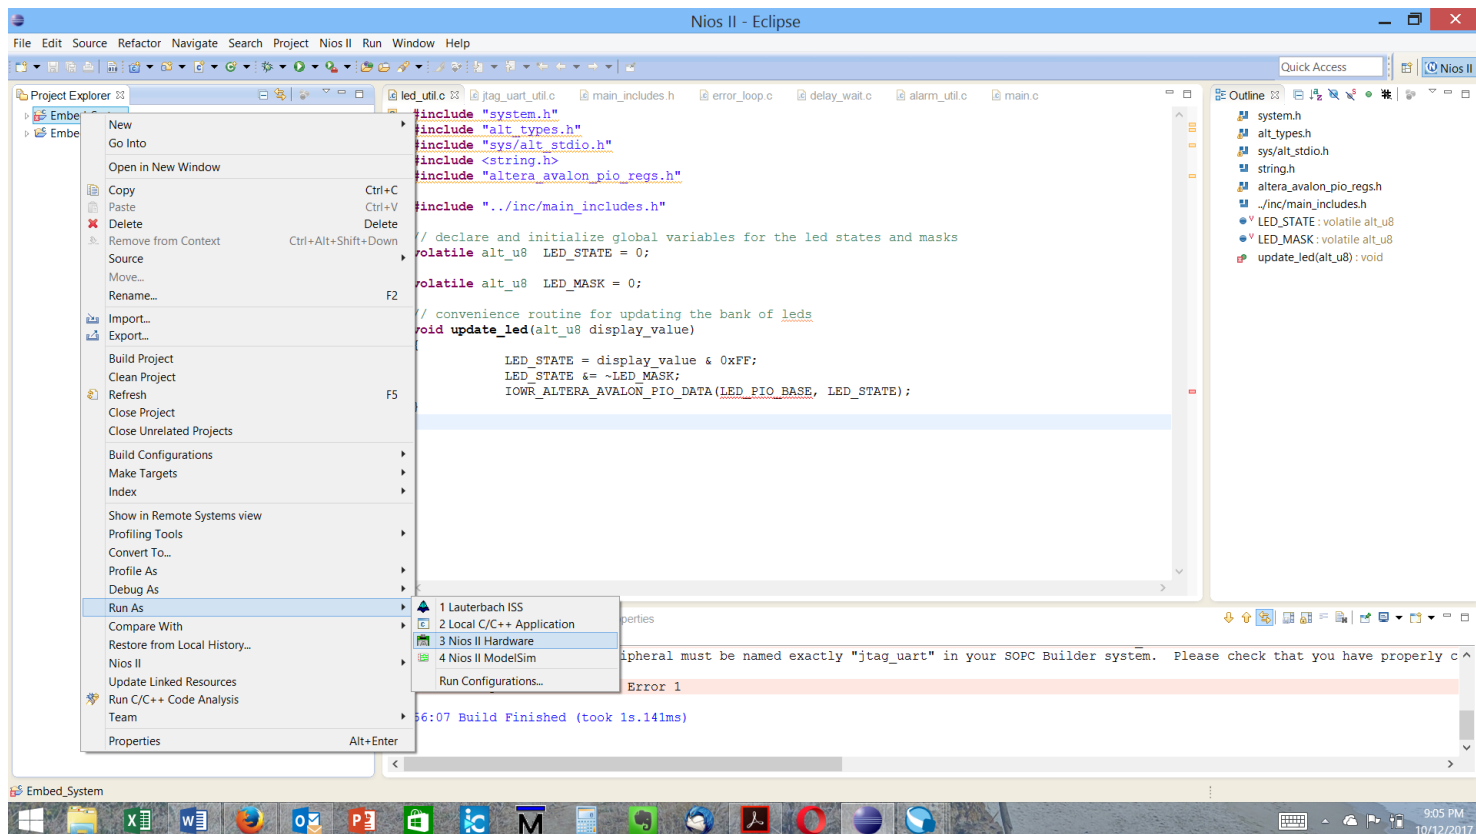 Nios II - Eclipse
File Edit Source Refactor Navigate Search Project Nios II Run Window Help
Quick Access
Nios II
Project Explorer
led_util.c jtag_uart_util.c main_includes.h error_loop.c delay_wait.c alarm_util.c main.c
Outline
Embe
Embe
New
Go Into
Open in New Window
Copy Ctrl+C
Paste Ctrl+V
Delete Delete
Remove from Context Ctrl+Alt+Shift+Down
Source
Move...
Rename... F2
Import...
Export...
Build Project
Clean Project
Refresh F5
Close Project
Close Unrelated Projects
Build Configurations
Make Targets
Index
Show in Remote Systems view
Profiling Tools
Convert To...
Profile As
Debug As
Run As
Compare With
Restore from Local History...
Nios II
Update Linked Resources
Run C/C++ Code Analysis
Team
Properties Alt+Enter
1 Lauterbach ISS
2 Local C/C++ Application
3 Nios II Hardware
4 Nios II ModelSim
Run Configurations...
#include "system.h"
#include "alt_types.h"
#include "sys/alt_stdio.h"
#include <string.h>
#include "altera_avalon_pio_regs.h"
#include "../inc/main_includes.h"
// declare and initialize global variables for the led states and masks
volatile alt_u8 LED_STATE = 0;
volatile alt_u8 LED_MASK = 0;
// convenience routine for updating the bank of leds
void update_led(alt_u8 display_value)
{
LED_STATE = display_value & 0xFF;
LED_STATE &= ~LED_MASK;
IOWR_ALTERA_AVALON_PIO_DATA(LED_PIO_BASE, LED_STATE);
}
system.h
alt_types.h
sys/alt_stdio.h
string.h
altera_avalon_pio_regs.h
../inc/main_includes.h
LED_STATE : volatile alt_u8
LED_MASK : volatile alt_u8
update_led(alt_u8) : void
perties
ipheral must be named exactly "jtag_uart" in your SOPC Builder system. Please check that you have properly c
Error 1
56:07 Build Finished (took 1s.141ms)
Embed_System
9:05 PM
10/12/2017